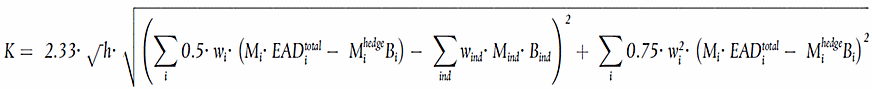 K = 2.33· √h· √( ( ∑_i 0.5· w_i· (M_i· EAD_i^total − M_i^hedge B_i) − ∑_ind w_ind· M_ind· B_ind )^2 + ∑_i 0.75· w_i^2· (M_i· EAD_i^total − M_i^hedge B_i)^2 )